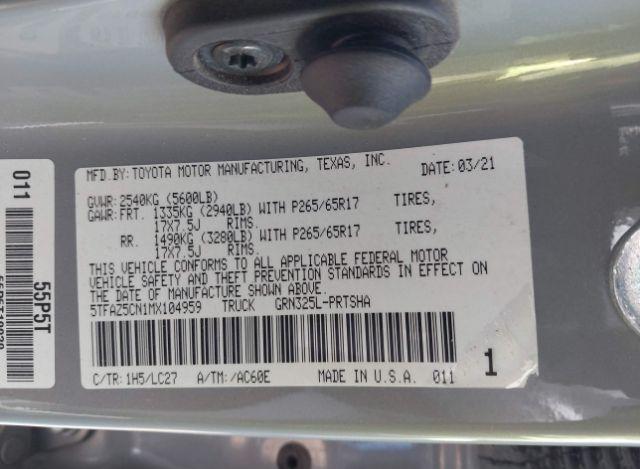 MFD.BY: TOYOTA MOTOR MANUFACTURING, TEXAS, INC. DATE: 03/21
GVWR: 2540KG (5600LB)
GAWR: FRT. 1335KG (2940LB) WITH P265/65R17 TIRES,
17X7.5J RIMS.
RR. 1490KG (3280LB) WITH P265/65R17 TIRES,
17X7.5J RIMS.
THIS VEHICLE CONFORMS TO ALL APPLICABLE FEDERAL MOTOR
VEHICLE SAFETY AND THEFT PREVENTION STANDARDS IN EFFECT ON
THE DATE OF MANUFACTURE SHOWN ABOVE.
5TFAZ5CN1MX104959 TRUCK GRN325L-PRTSHA
C/TR: 1H5/LC27 A/TM: /AC60E MADE IN U.S.A. 011 1
011
55P5T